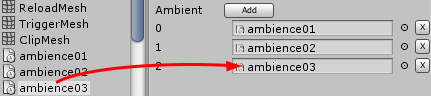 ReloadMesh
TriggerMesh
ClipMesh
ambience01
ambience02
ambience03
Ambient Add
0 ambience01 X
1 ambience02 X
2 ambience03 X